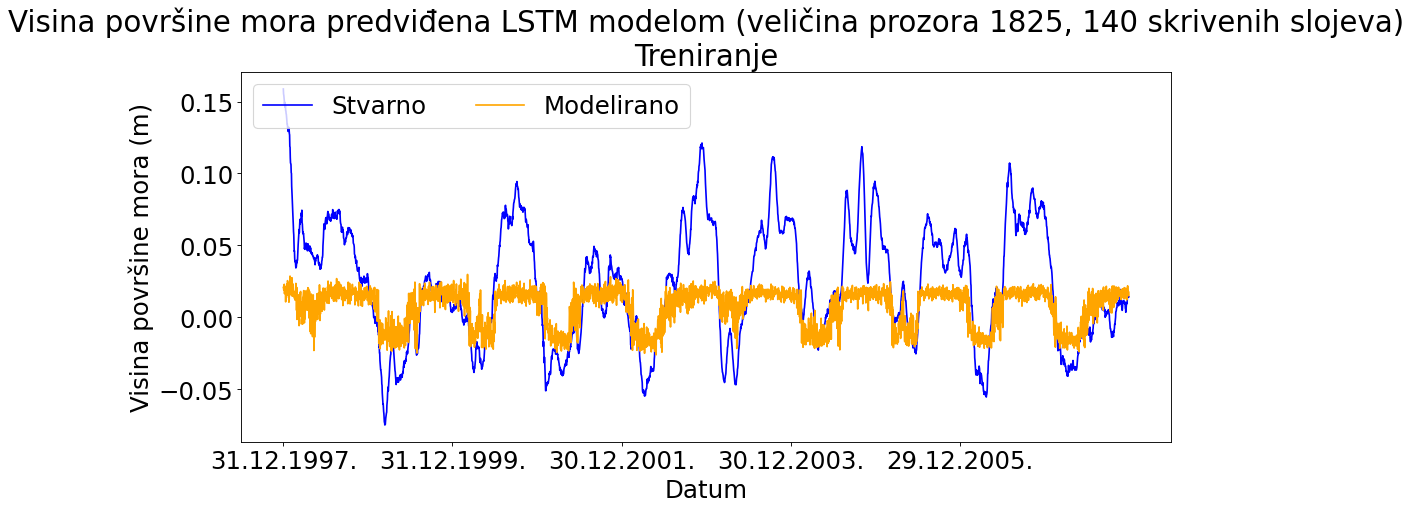 Visina površine mora predviđena LSTM modelom (veličina prozora 1825, 140 skrivenih slojeva)
Treniranje
Stvarno
Modelirano
Visina površine mora (m)
0.15
0.10
0.05
0.00
−0.05
31.12.1997.
31.12.1999.
30.12.2001.
30.12.2003.
29.12.2005.
Datum